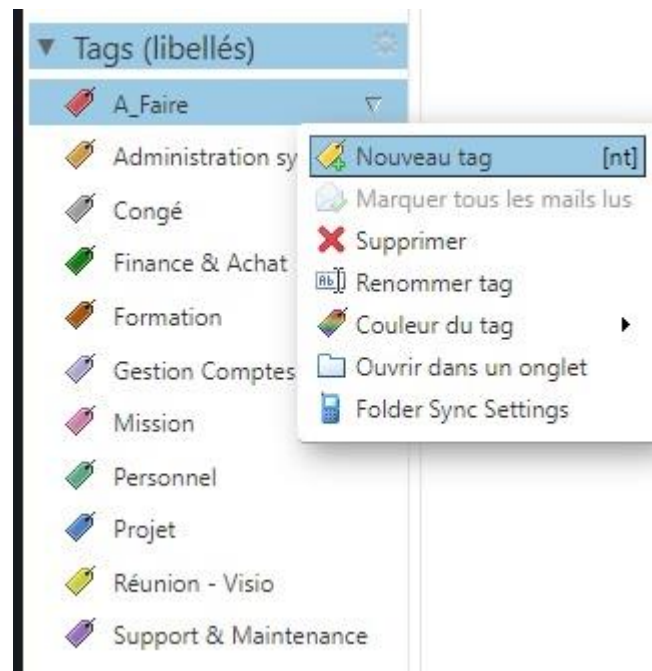 Tags (libellés)
A_Faire
Administration sy
Congé
Finance & Achat
Formation
Gestion Comptes
Mission
Personnel
Projet
Réunion - Visio
Support & Maintenance
Nouveau tag [nt]
Marquer tous les mails lus
Supprimer
Renommer tag
Couleur du tag
Ouvrir dans un onglet
Folder Sync Settings